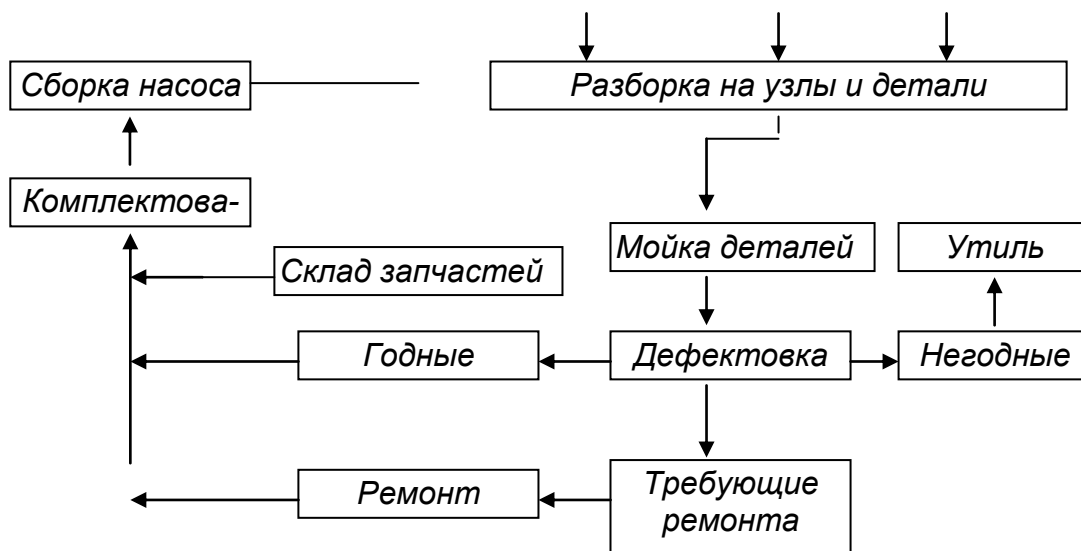 Сборка насоса
Разборка на узлы и детали
Комплектова-
Мойка деталей
Утиль
Склад запчастей
Годные
Дефектовка
Негодные
Ремонт
Требующие
ремонта